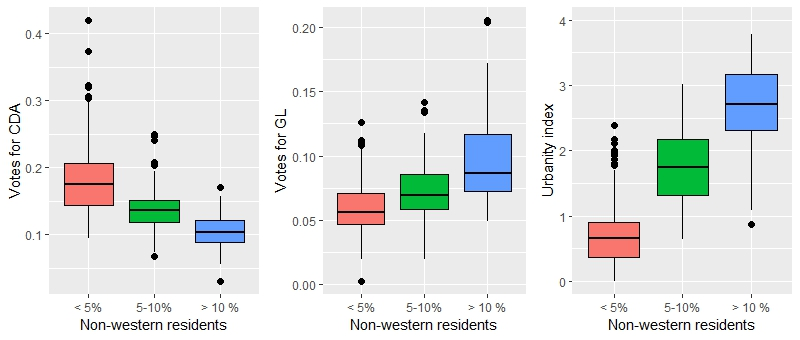 Votes for CDA
0.4
0.3
0.2
0.1
< 5%
5-10%
> 10 %
Non-western residents
Votes for GL
0.20
0.15
0.10
0.05
0.00
< 5%
5-10%
> 10 %
Non-western residents
Urbanity index
4
3
2
1
0
< 5%
5-10%
> 10 %
Non-western residents